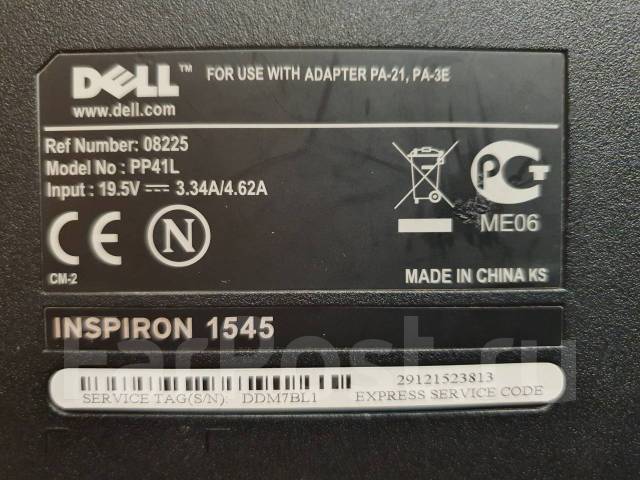 DELL™ FOR USE WITH ADAPTER PA-21, PA-3E
www.dell.com
Ref Number: 08225
Model No : PP41L
Input : 19.5V⎓ 3.34A/4.62A
CE N
PG
ME06
CM-2
MADE IN CHINA KS
INSPIRON 1545
FarPost.ru
29121523813
SERVICE TAG(S/N): DDM7BL1 EXPRESS SERVICE CODE